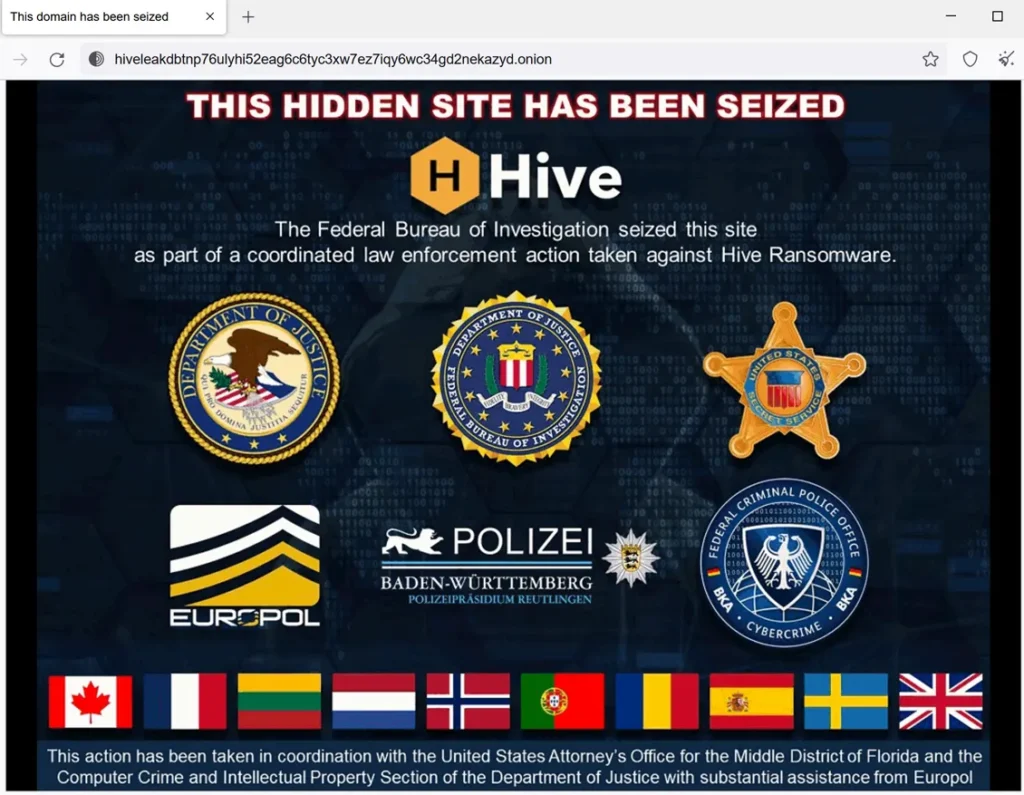 This domain has been seized
hiveleakdbtnp76ulyhi52eag6c6tyc3xw7ez7iqy6wc34gd2nekazyd.onion
THIS HIDDEN SITE HAS BEEN SEIZED
H Hive
The Federal Bureau of Investigation seized this site
as part of a coordinated law enforcement action taken against Hive Ransomware.
DEPARTMENT OF JUSTICE
QUI PRO DOMINA JUSTITIA SEQUITUR
DEPARTMENT OF JUSTICE
FEDERAL BUREAU OF INVESTIGATION
FIDELITY BRAVERY INTEGRITY
UNITED STATES
SECRET SERVICE
EUROPOL
POLIZEI
BADEN-WÜRTTEMBERG
POLIZEIPRÄSIDIUM REUTLINGEN
FEDERAL CRIMINAL POLICE OFFICE
BKA • CYBERCRIME • BKA
This action has been taken in coordination with the United States Attorney's Office for the Middle District of Florida and the
Computer Crime and Intellectual Property Section of the Department of Justice with substantial assistance from Europol